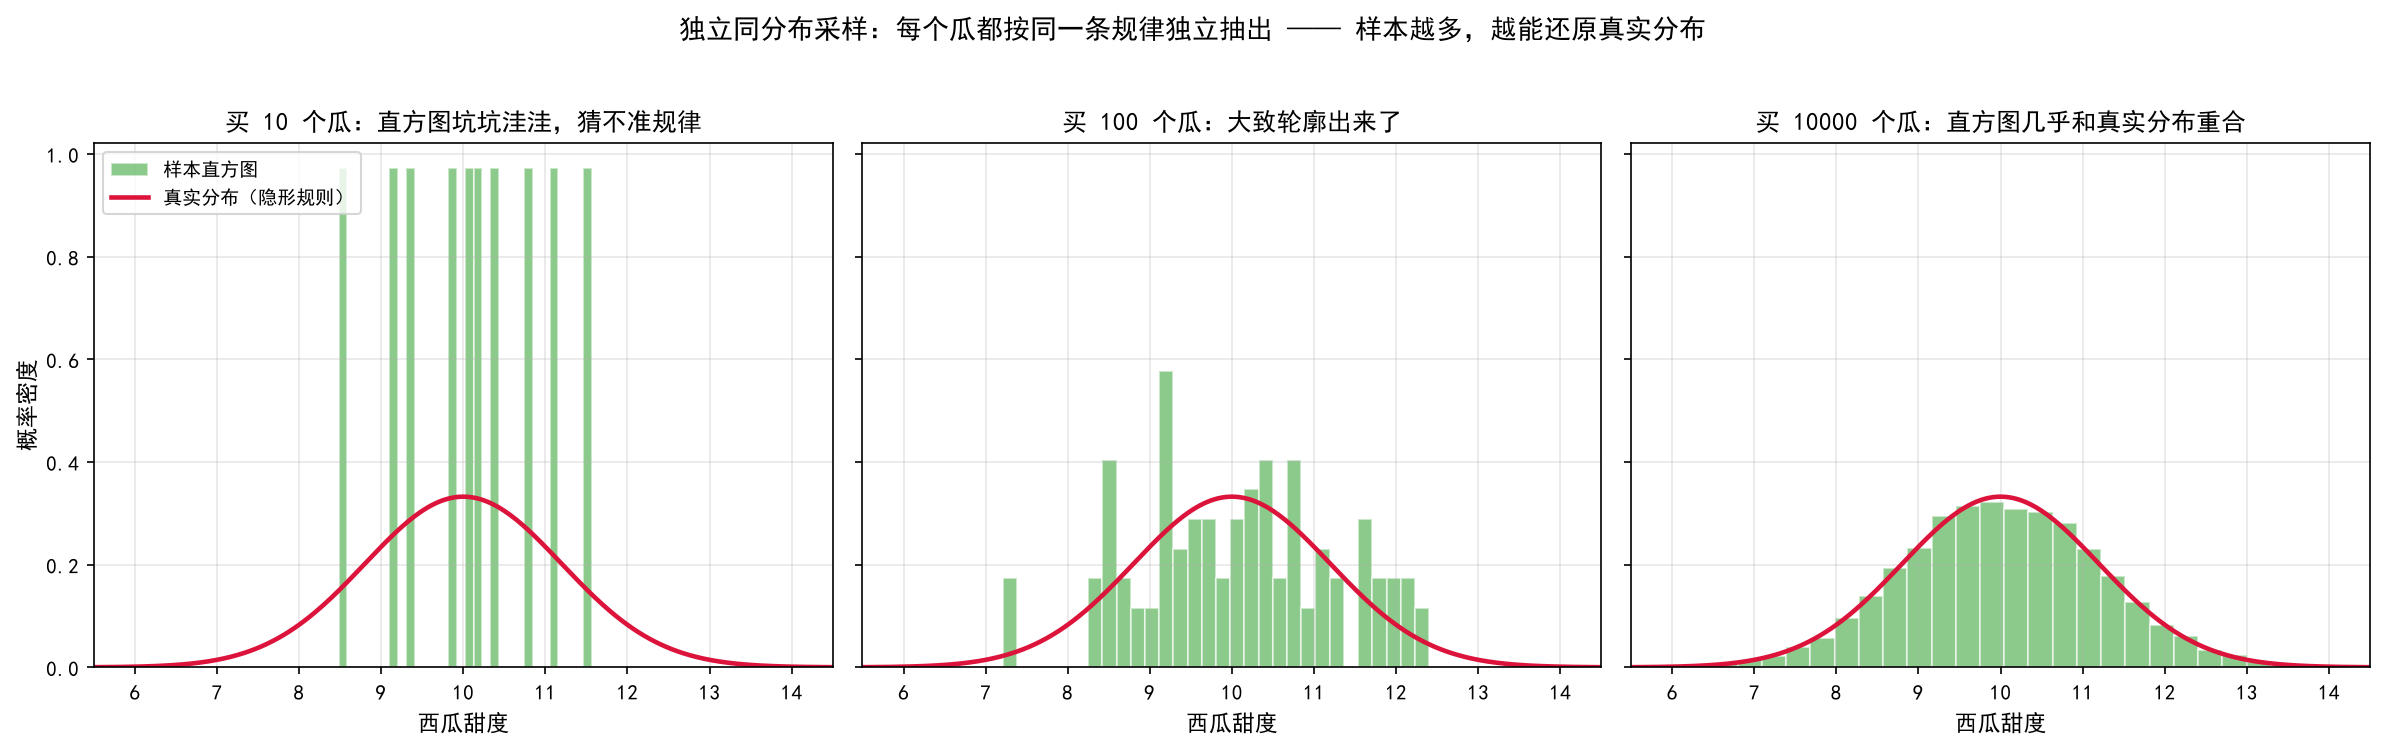 独立同分布采样：每个瓜都按同一条规律独立抽出 —— 样本越多，越能还原真实分布
买 10 个瓜：直方图坑坑洼洼，猜不准规律
买 100 个瓜：大致轮廓出来了
买 10000 个瓜：直方图几乎和真实分布重合
样本直方图
真实分布（隐形规则）
概率密度
1.0
0.8
0.6
0.4
0.2
0.0
6 7 8 9 10 11 12 13 14
6 7 8 9 10 11 12 13 14
6 7 8 9 10 11 12 13 14
西瓜甜度
西瓜甜度
西瓜甜度